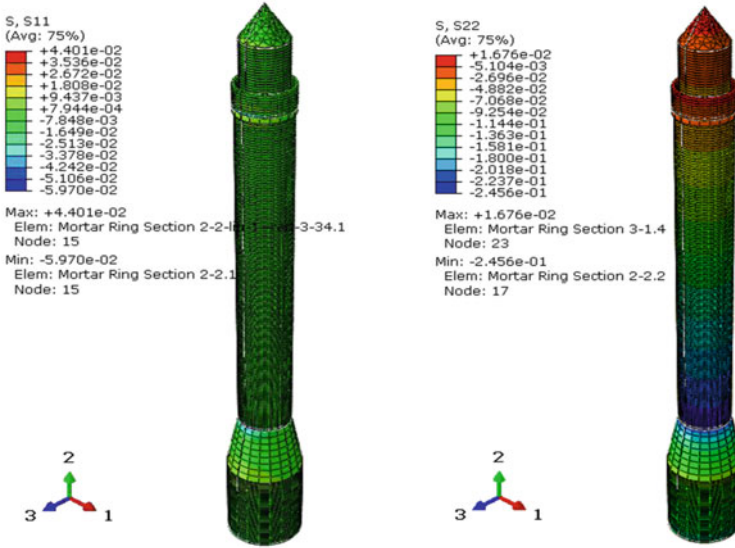 S, S11
(Avg: 75%)
+4.401e-02
+3.536e-02
+2.672e-02
+1.808e-02
+9.437e-03
+7.944e-04
-7.848e-03
-1.649e-02
-2.513e-02
-3.378e-02
-4.242e-02
-5.106e-02
-5.970e-02
Max: +4.401e-02
Elem: Mortar Ring Section 2-2-lin-1 -rad-3-34.1
Node: 15
Min: -5.970e-02
Elem: Mortar Ring Section 2-2.1
Node: 15
2
3
1
S, S22
(Avg: 75%)
+1.676e-02
-5.104e-03
-2.696e-02
-4.882e-02
-7.068e-02
-9.254e-02
-1.144e-01
-1.363e-01
-1.581e-01
-1.800e-01
-2.018e-01
-2.237e-01
-2.456e-01
Max: +1.676e-02
Elem: Mortar Ring Section 3-1.4
Node: 23
Min: -2.456e-01
Elem: Mortar Ring Section 2-2.2
Node: 17
2
3
1